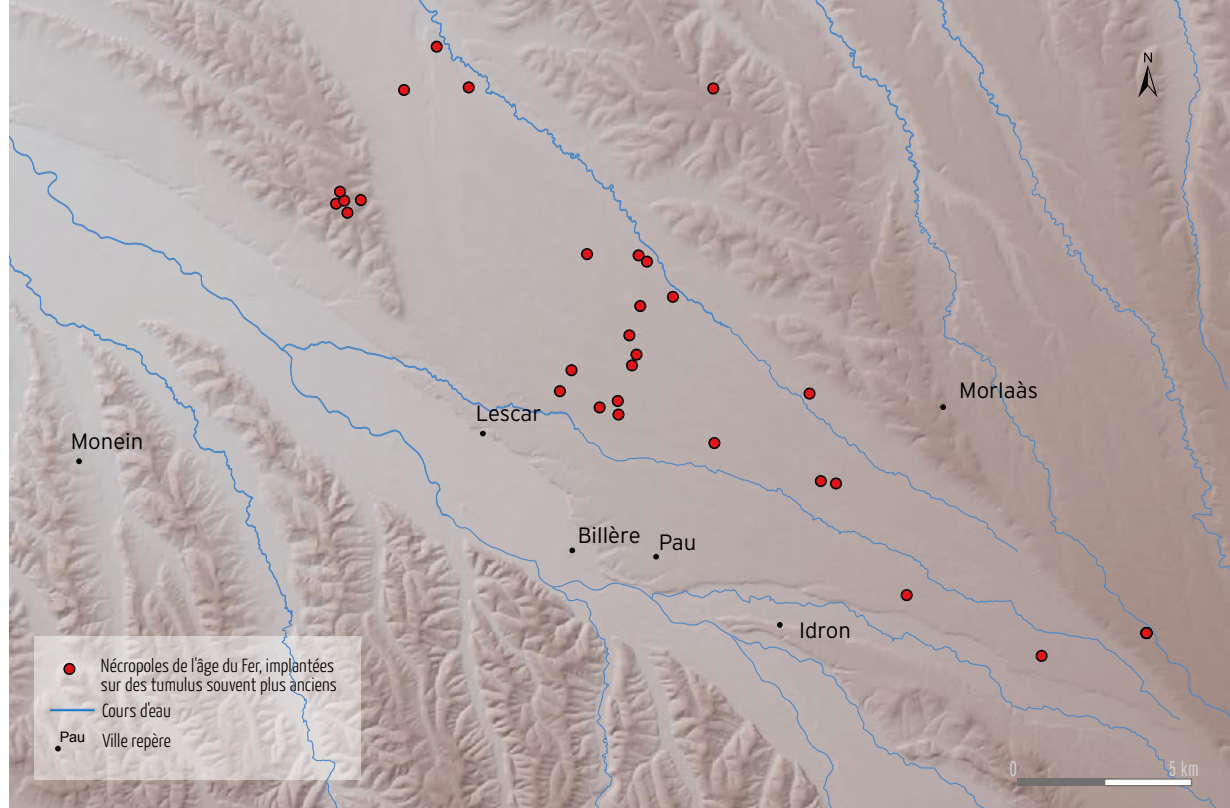 N
Morlaàs
Lescar
Monein
Billère
Pau
Idron
Nécropoles de l'âge du Fer, implantées
sur des tumulus souvent plus anciens
Cours d'eau
Pau
Ville repère
0
5 km